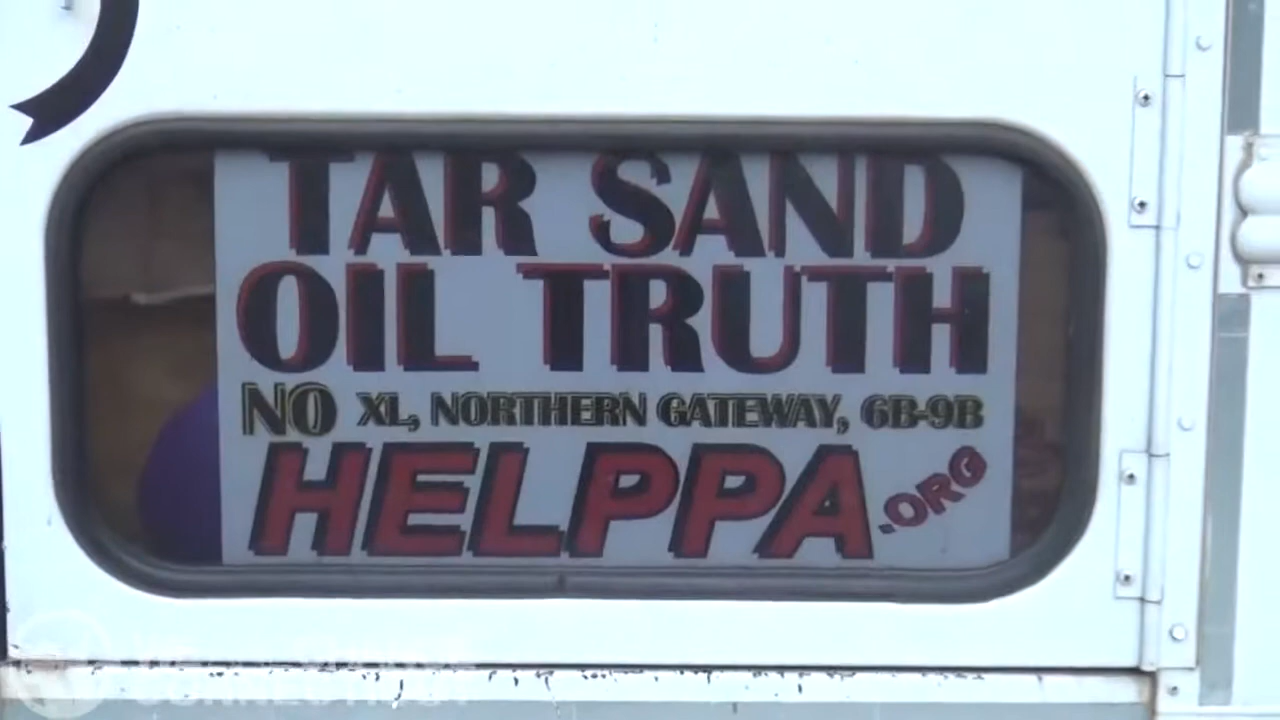 TAR SAND
OIL TRUTH
NO XL, NORTHERN GATEWAY, 6B-9B
HELPPA.ORG